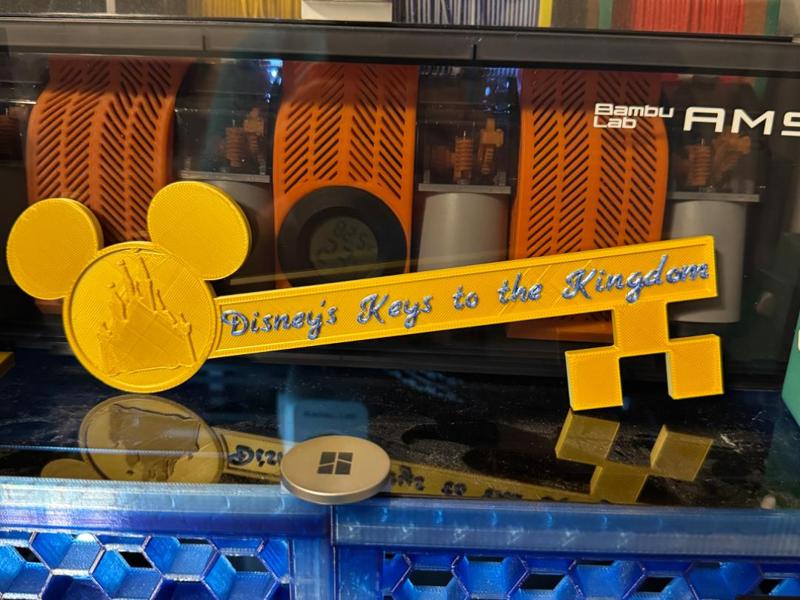 Bambu
Lab
AMS
Disney's Keys to the Kingdom